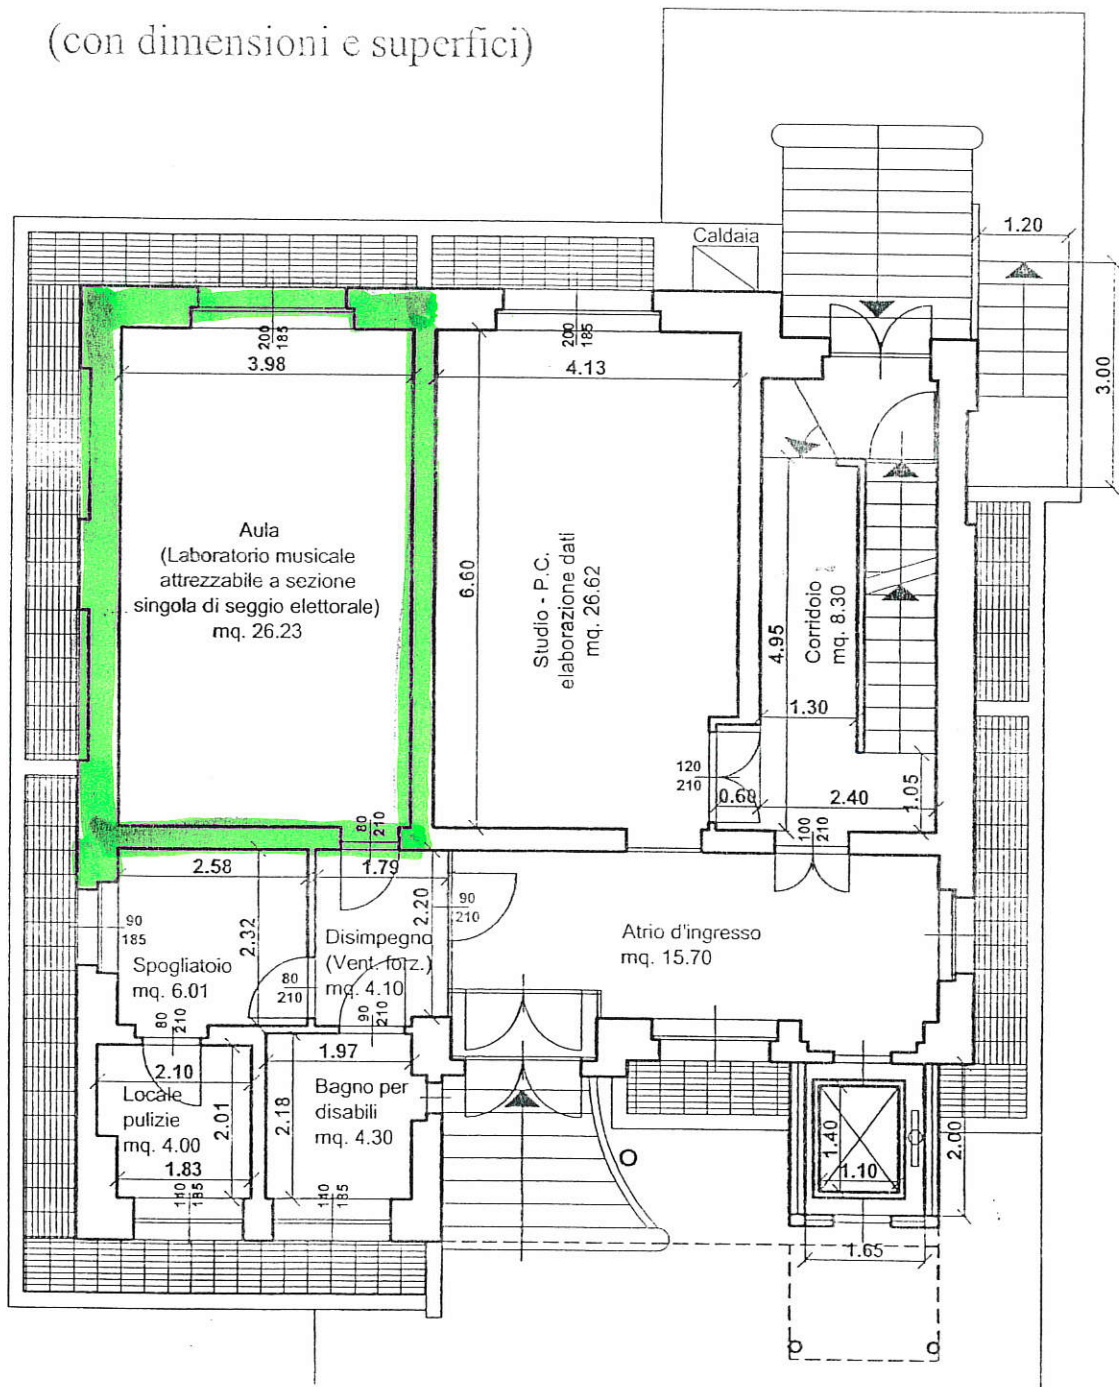 (con dimensioni e superfici)
Caldaia
1.20
3.00
200
185
200
185
3.98
4.13
Aula
(Laboratorio musicale
attrezzabile a sezione
singola di seggio elettorale)
mq. 26.23
6.60
Studio - P.C.
elaborazione dati
mq. 26.62
4.95
Corridoio
mq. 8.30
1.30
120
210
0.60
2.40
1.05
80
210
100
210
2.58
1.79
90
185
2.32
2.20
90
210
Spogliatoio
mq. 6.01
Disimpegno
(Vent. forz.)
mq. 4.10
80
210
Atrio d'ingresso
mq. 15.70
80
210
90
210
2.10
1.97
Locale
pulizie
mq. 4.00
2.01
2.18
Bagno per
disabili
mq. 4.30
1.83
140
185
140
185
1.40
1.10
2.00
1.65